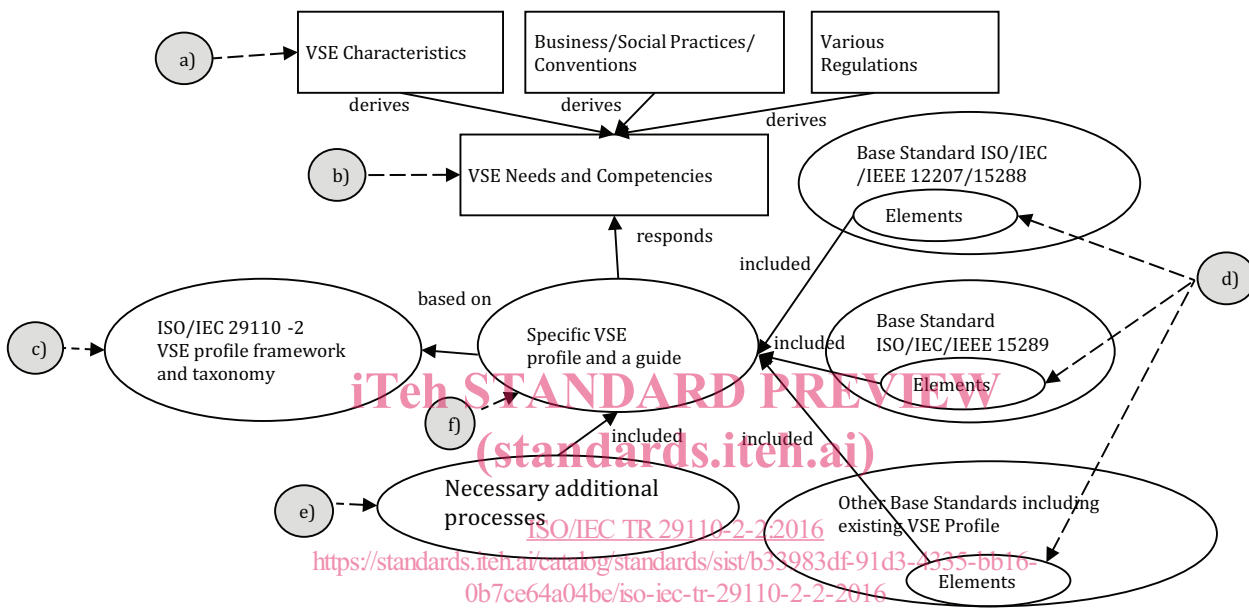 a)
VSE Characteristics
Business/Social Practices/
Conventions
Various
Regulations
derives
derives
derives
b)
VSE Needs and Competencies
Base Standard ISO/IEC
/IEEE 12207/15288
Elements
responds
included
d)
based on
c)
ISO/IEC 29110 -2
VSE profile framework
and taxonomy
Specific VSE
profile and a guide
included
Base Standard
ISO/IEC/IEEE 15289
Elements
iTeh STANDARD PREVIEW
f)
included
included
(standards.iteh.ai)
e)
Necessary additional
processes
Other Base Standards including
existing VSE Profile
Elements
ISO/IEC TR 29110-2-2:2016
https://standards.iteh.ai/catalog/standards/sist/b33983df-91d3-4335-bb16-
0b7ce64a04be/iso-iec-tr-29110-2-2-2016